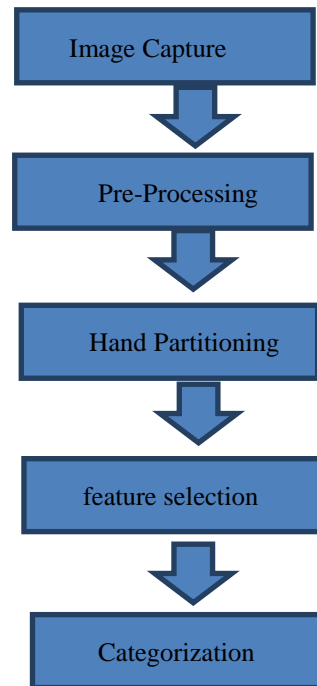 Image Capture
Pre-Processing
Hand Partitioning
feature selection
Categorization